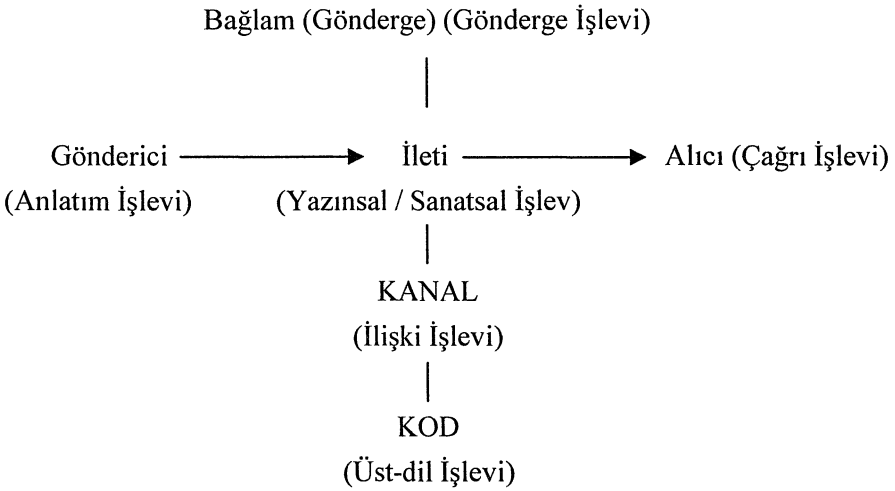 Bağlam (Gönderge) (Gönderge İşlevi)
Gönderici İleti Alıcı (Çağrı İşlevi)
(Anlatım İşlevi) (Yazınsal / Sanatsal İşlev)
KANAL
(İlişki İşlevi)
KOD
(Üst-dil İşlevi)